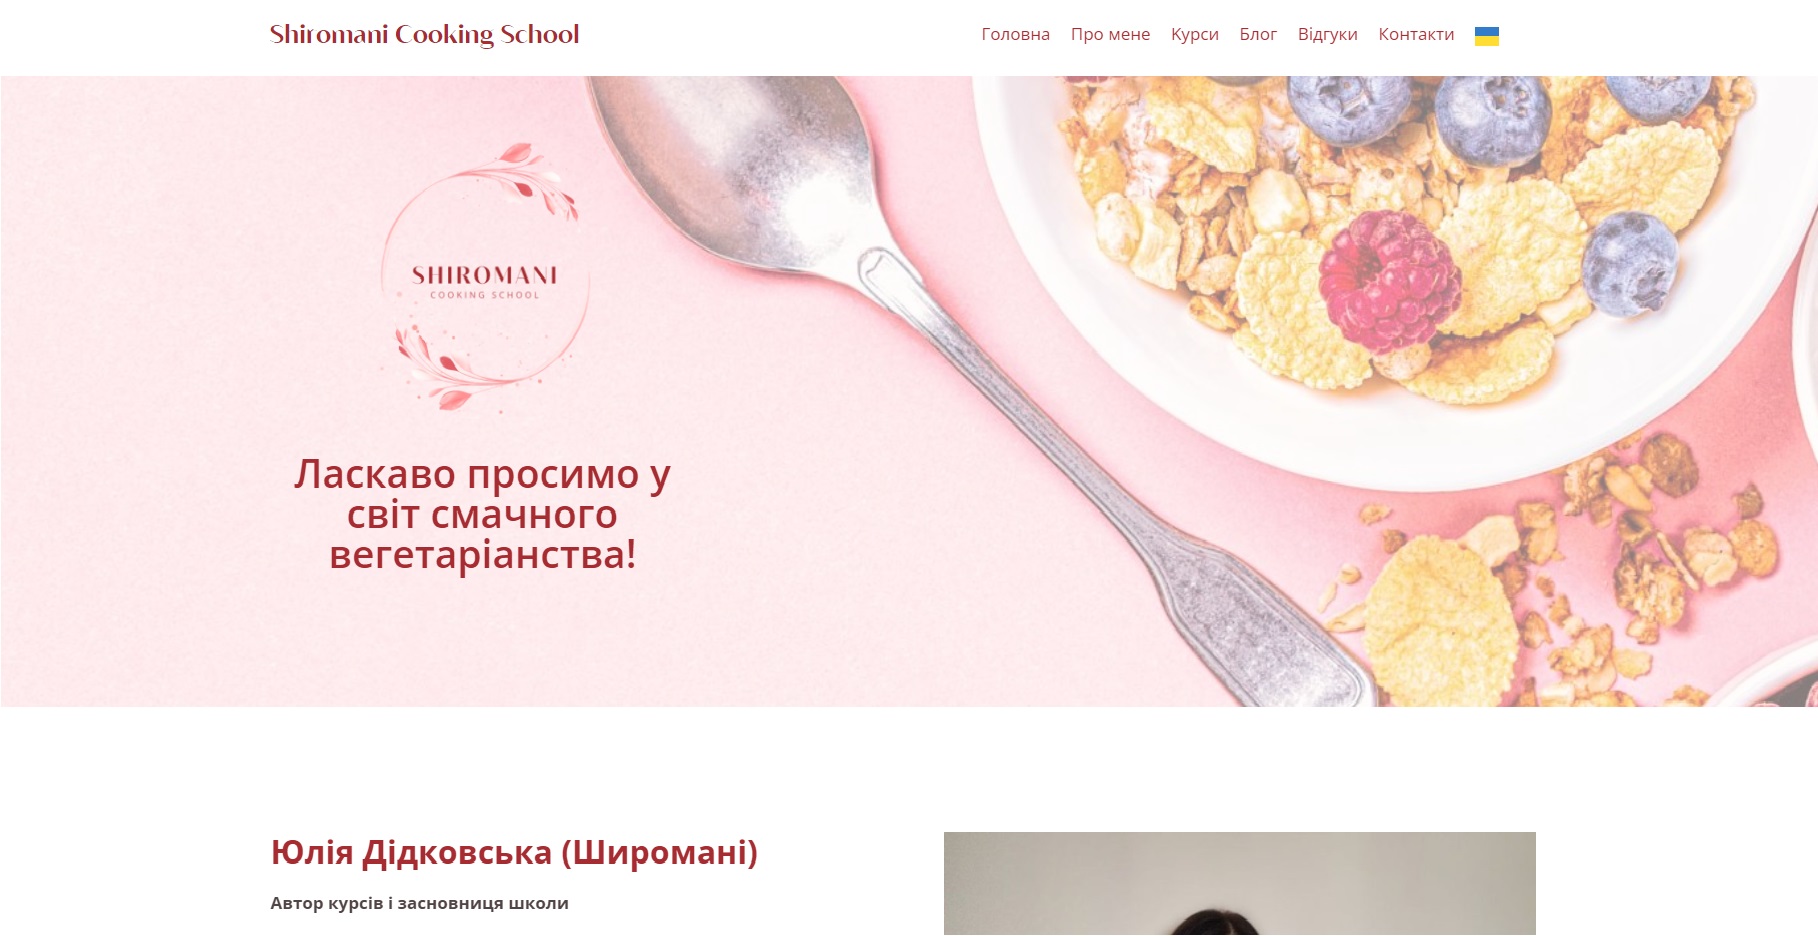 Shiromani Cooking School
Головна Про мене Курси Блог Відгуки Контакти
SHIROMANI
COOKING SCHOOL
Ласкаво просимо у
світ смачного
вегетаріанства!
Юлія Дідковська (Широмані)
Автор курсів і засновниця школи